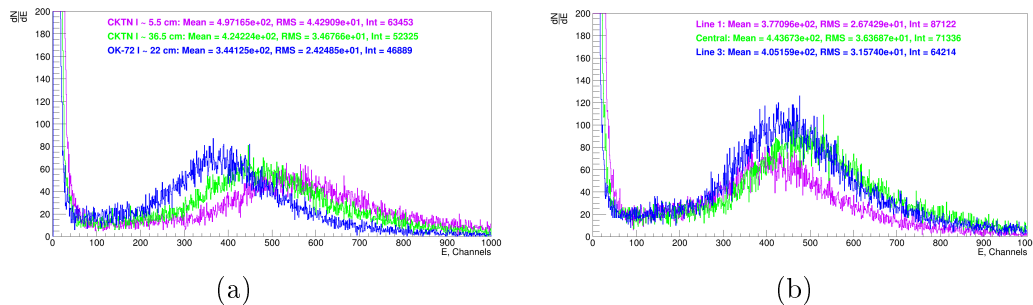 dN
dE
CKTN l ~ 5.5 cm: Mean = 4.97165e+02, RMS = 4.42909e+01, Int = 63453
CKTN l ~ 36.5 cm: Mean = 4.24224e+02, RMS = 3.46766e+01, Int = 52325
OK-72 l ~ 22 cm: Mean = 3.44125e+02, RMS = 2.42485e+01, Int = 46889
200
180
160
140
120
100
80
60
40
20
0
0 100 200 300 400 500 600 700 800 900 1000
E, Channels
(a)
dN
dE
Line 1: Mean = 3.77096e+02, RMS = 2.67429e+01, Int = 87122
Central: Mean = 4.43673e+02, RMS = 3.63687e+01, Int = 71336
Line 3: Mean = 4.05159e+02, RMS = 3.15740e+01, Int = 64214
200
180
160
140
120
100
80
60
40
20
0
0 100 200 300 400 500 600 700 800 900 100
E, Channels
(b)